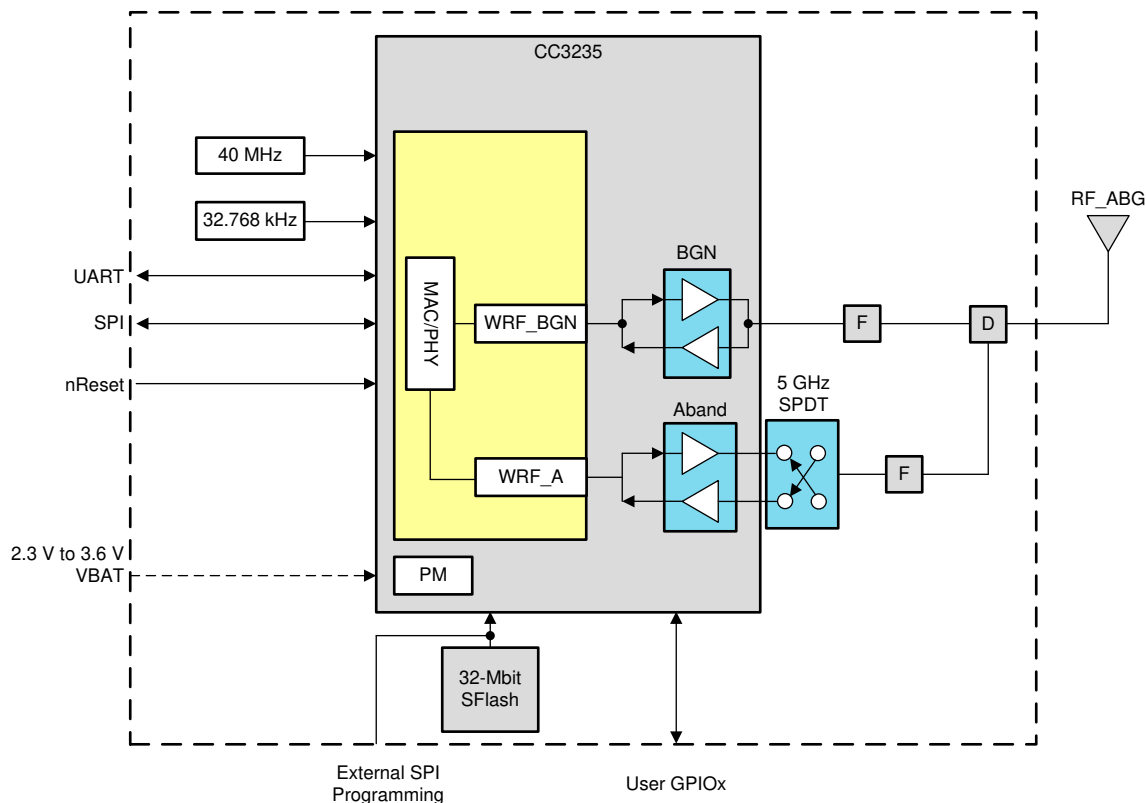 CC3235
40 MHz
32.768 kHz
RF_ABG
UART
BGN
SPI
MAC/PHY
WRF_BGN
F
D
nReset
5 GHz
SPDT
Aband
WRF_A
F
2.3 V to 3.6 V
VBAT
PM
32-Mbit
SFlash
External SPI
Programming
User GPIOx